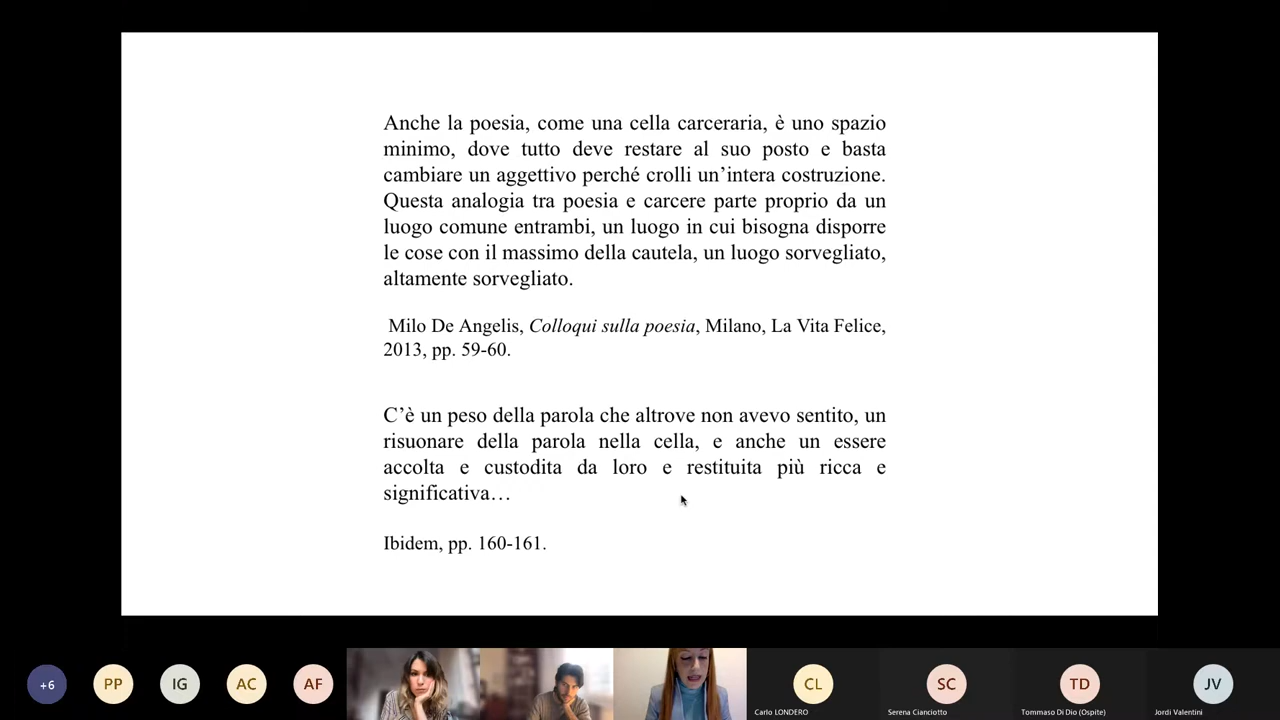 Anche la poesia, come una cella carceraria, è uno spazio
minimo, dove tutto deve restare al suo posto e basta
cambiare un aggettivo perché crolli un’intera costruzione.
Questa analogia tra poesia e carcere parte proprio da un
luogo comune entrambi, un luogo in cui bisogna disporre
le cose con il massimo della cautela, un luogo sorvegliato,
altamente sorvegliato.
Milo De Angelis, Colloqui sulla poesia, Milano, La Vita Felice,
2013, pp. 59-60.
C’è un peso della parola che altrove non avevo sentito, un
risuonare della parola nella cella, e anche un essere
accolta e custodita da loro e restituita più ricca e
significativa…
Ibidem, pp. 160-161.
+6 PP IG AC AF CL SC TD JV
Carlo LONDERO Serena Cianciotto Tommaso Di Dio (Ospite) Jordi Valentini